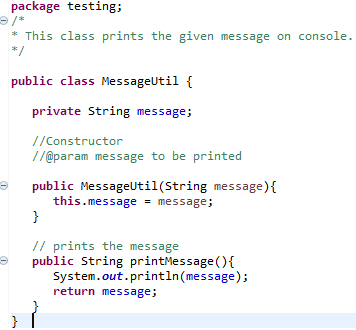 package testing;
/*
* This class prints the given message on console.
*/
public class MessageUtil {
private String message;
//Constructor
//@param message to be printed
public MessageUtil(String message){
this.message = message;
}
// prints the message
public String printMessage(){
System.out.println(message);
return message;
}
}